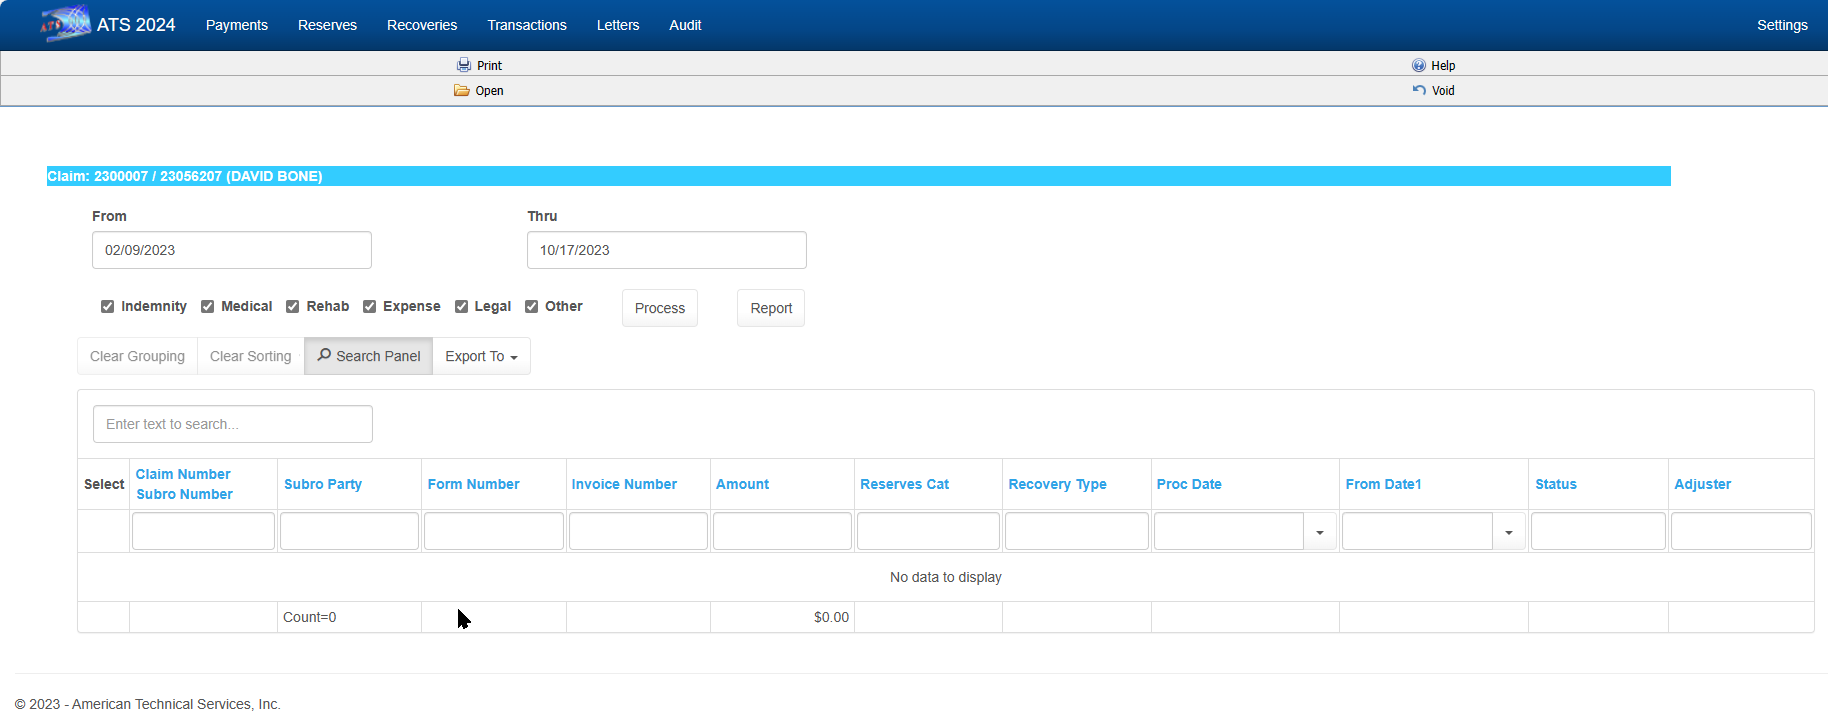 ATS ATS 2024 Payments Reserves Recoveries Transactions Letters Audit Settings
Print Help
Open Void
Claim: 2300007 / 23056207 (DAVID BONE)
From Thru
02/09/2023 10/17/2023
Indemnity Medical Rehab Expense Legal Other Process Report
Clear Grouping Clear Sorting Search Panel Export To
Enter text to search...
Select Claim Number Subro Party Form Number Invoice Number Amount Reserves Cat Recovery Type Proc Date From Date1 Status Adjuster
Subro Number
No data to display
Count=0 $0.00
© 2023 - American Technical Services, Inc.